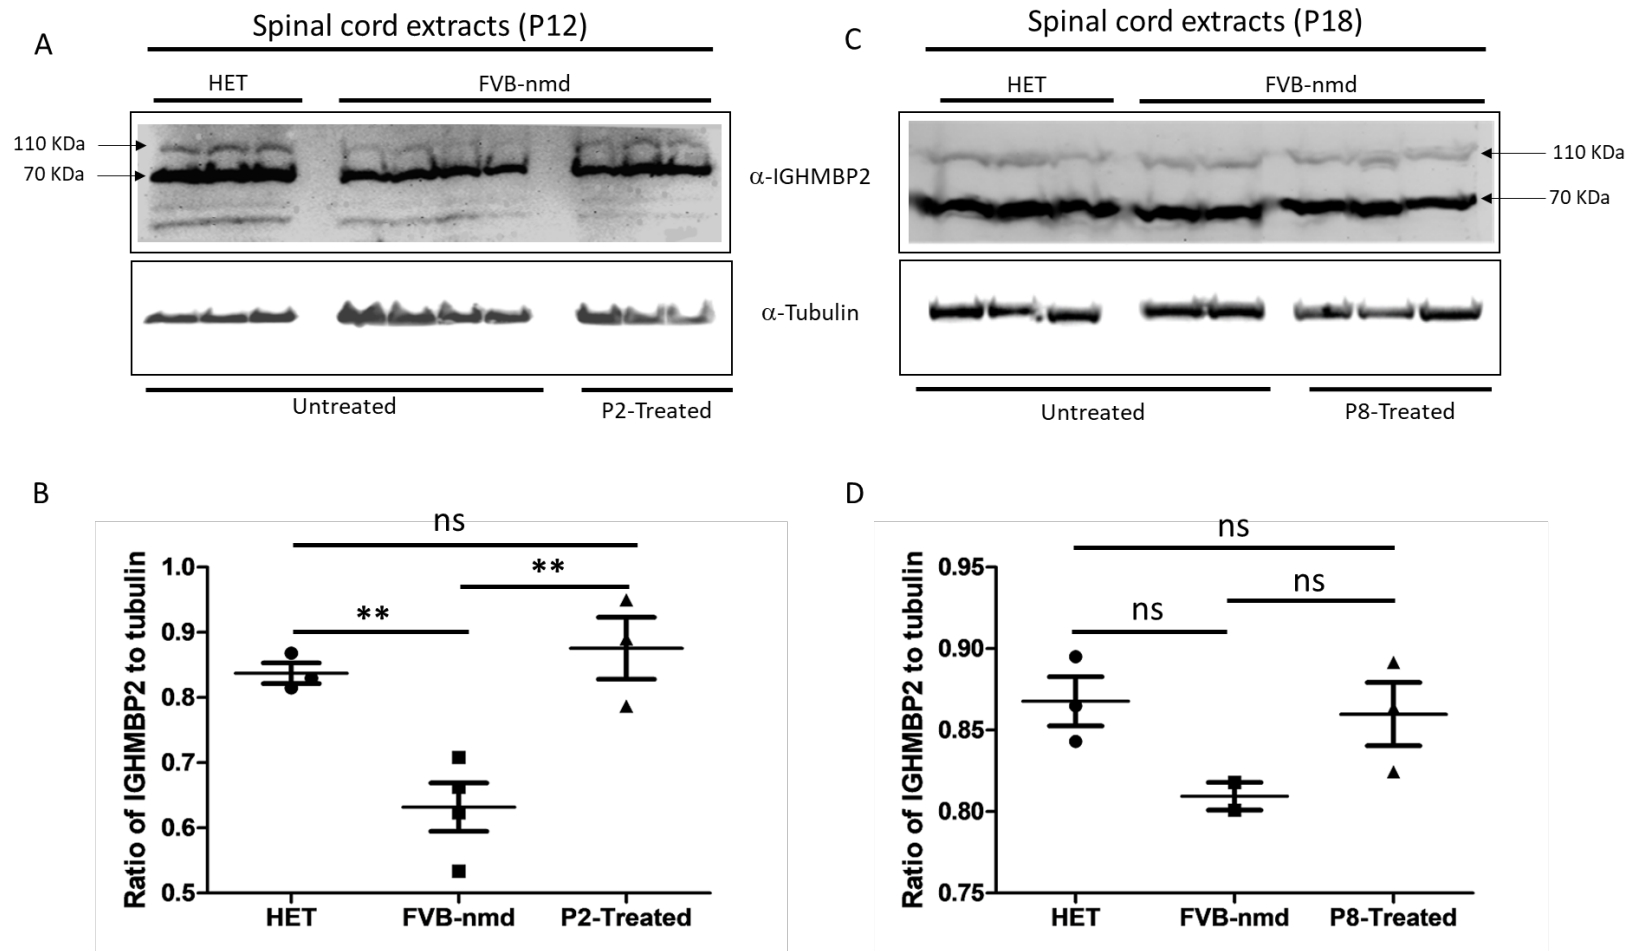 A
Spinal cord extracts (P12)
HET
FVB-nmd
110 KDa
70 KDa
α-IGHMBP2
α-Tubulin
Untreated
P2-Treated
C
Spinal cord extracts (P18)
HET
FVB-nmd
110 KDa
70 KDa
Untreated
P8-Treated
B
ns
**
**
Ratio of IGHMBP2 to tubulin
1.0
0.9
0.8
0.7
0.6
0.5
HET
FVB-nmd
P2-Treated
D
ns
ns
ns
Ratio of IGHMBP2 to tubulin
0.95
0.90
0.85
0.80
0.75
HET
FVB-nmd
P8-Treated